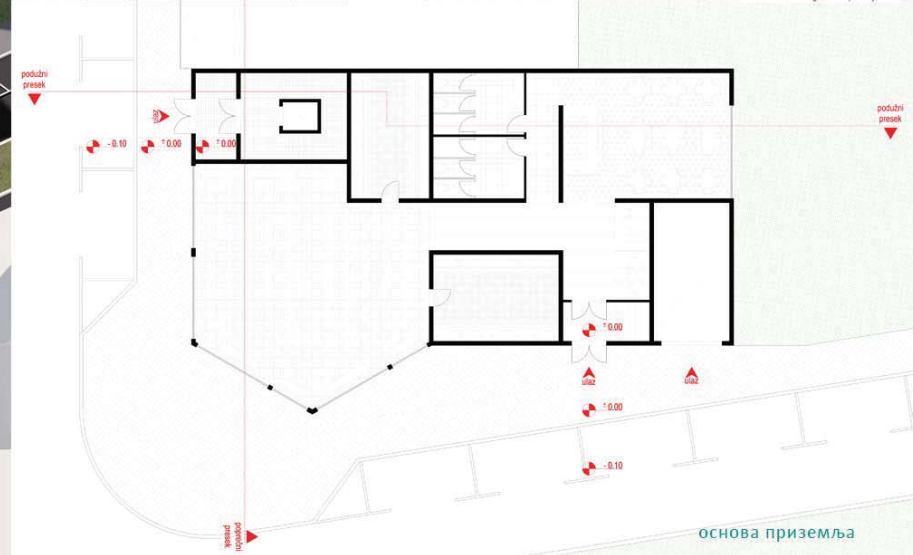 podužni
presek
podužni
presek
ulaz
- 0.10
± 0.00
± 0.00
± 0.00
ulaz
ulaz
± 0.00
- 0.10
poprečni
presek
основа приземља